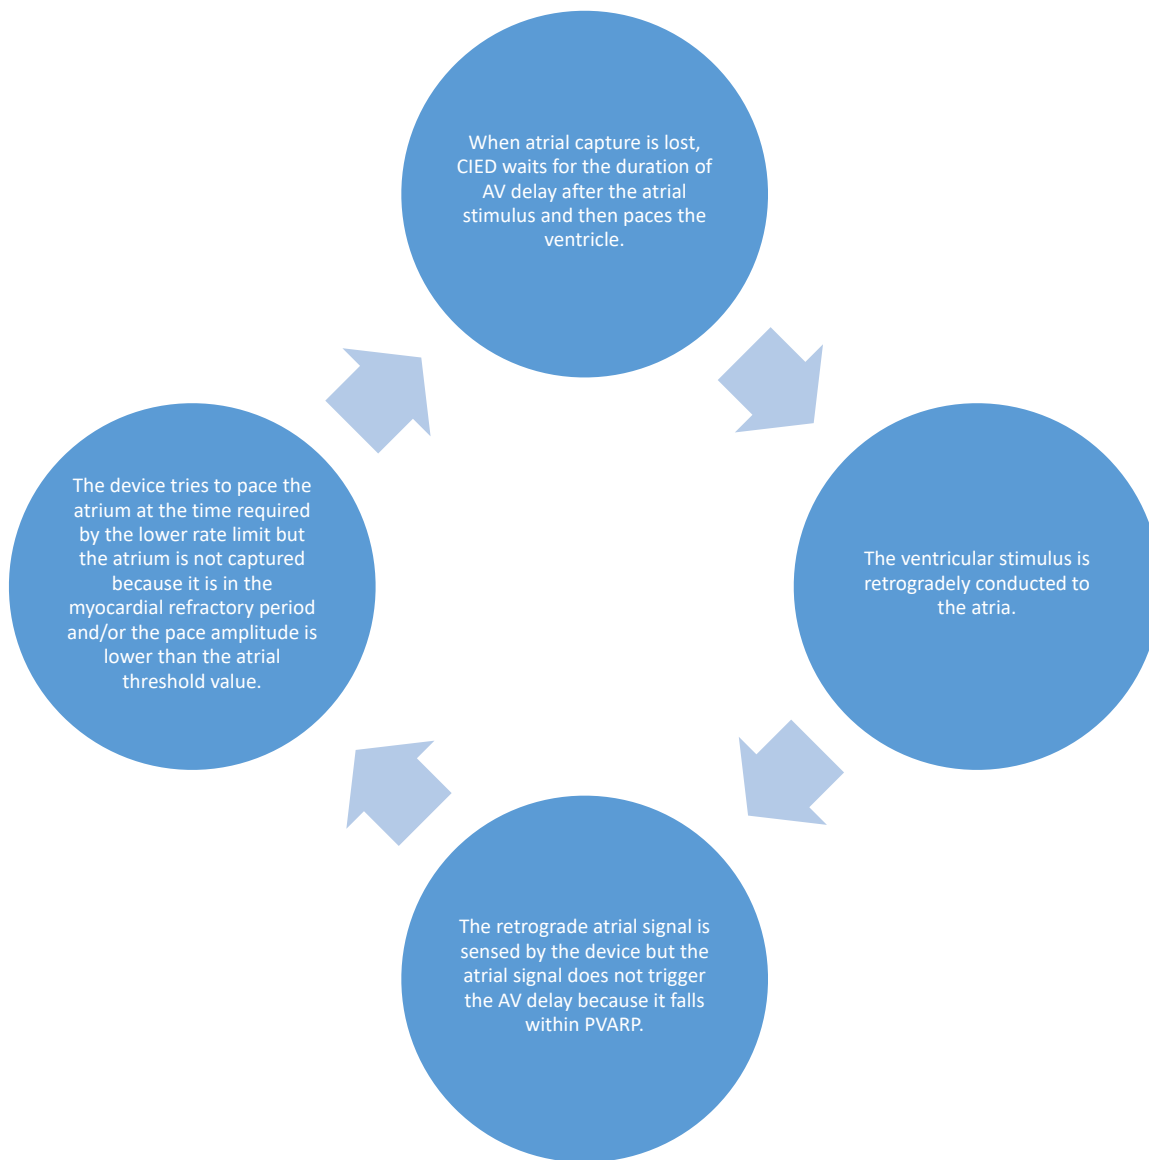 When atrial capture is lost,
CIED waits for the duration of
AV delay after the atrial
stimulus and then paces the
ventricle.
The ventricular stimulus is
retrogradely conducted to
the atria.
The retrograde atrial signal is
sensed by the device but the
atrial signal does not trigger
the AV delay because it falls
within PVARP.
The device tries to pace the
atrium at the time required
by the lower rate limit but
the atrium is not captured
because it is in the
myocardial refractory period
and/or the pace amplitude is
lower than the atrial
threshold value.